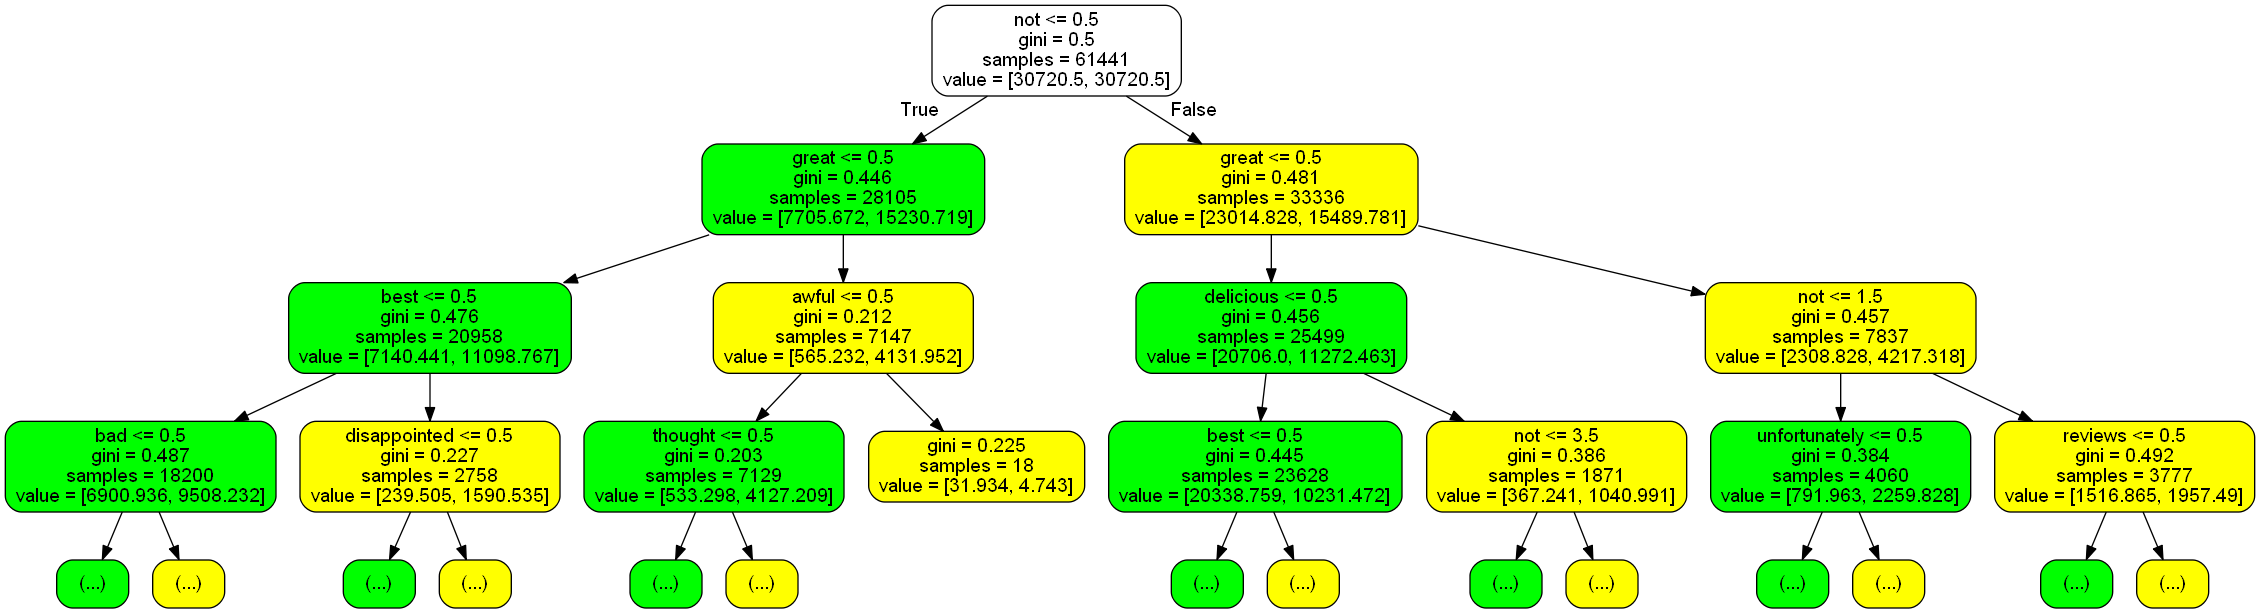 not <= 0.5
gini = 0.5
samples = 61441
value = [30720.5, 30720.5]
True
False
great <= 0.5
gini = 0.446
samples = 28105
value = [7705.672, 15230.719]
great <= 0.5
gini = 0.481
samples = 33336
value = [23014.828, 15489.781]
best <= 0.5
gini = 0.476
samples = 20958
value = [7140.441, 11098.767]
awful <= 0.5
gini = 0.212
samples = 7147
value = [565.232, 4131.952]
delicious <= 0.5
gini = 0.456
samples = 25499
value = [20706.0, 11272.463]
not <= 1.5
gini = 0.457
samples = 7837
value = [2308.828, 4217.318]
bad <= 0.5
gini = 0.487
samples = 18200
value = [6900.936, 9508.232]
disappointed <= 0.5
gini = 0.227
samples = 2758
value = [239.505, 1590.535]
thought <= 0.5
gini = 0.203
samples = 7129
value = [533.298, 4127.209]
gini = 0.225
samples = 18
value = [31.934, 4.743]
best <= 0.5
gini = 0.445
samples = 23628
value = [20338.759, 10231.472]
not <= 3.5
gini = 0.386
samples = 1871
value = [367.241, 1040.991]
unfortunately <= 0.5
gini = 0.384
samples = 4060
value = [791.963, 2259.828]
reviews <= 0.5
gini = 0.492
samples = 3777
value = [1516.865, 1957.49]
(...)
(...)
(...)
(...)
(...)
(...)
(...)
(...)
(...)
(...)
(...)
(...)
(...)
(...)